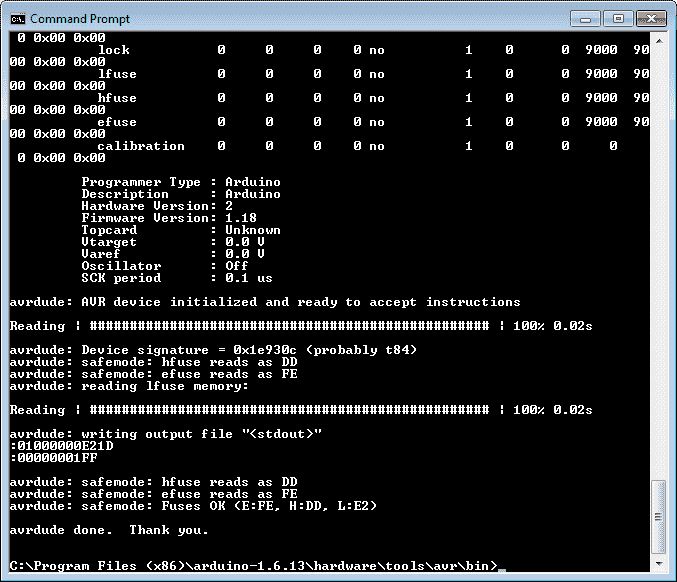 Command Prompt
 0 0x00 0x00
           lock           0     0     0    0 no          1    0      0  9000  90
00 00 0x00 0x00
           lfuse          0     0     0    0 no          1    0      0  9000  90
00 00 0x00 0x00
           hfuse          0     0     0    0 no          1    0      0  9000  90
00 00 0x00 0x00
           efuse          0     0     0    0 no          1    0      0  9000  90
00 00 0x00 0x00
           calibration    0     0     0    0 no          1    0      0     0
 0 0x00 0x00
         Programmer Type : Arduino
         Description     : Arduino
         Hardware Version: 2
         Firmware Version: 1.18
         Topcard         : Unknown
         Vtarget         : 0.0 V
         Varef           : 0.0 V
         Oscillator      : Off
         SCK period      : 0.1 us
avrdude: AVR device initialized and ready to accept instructions
Reading | ################################################## | 100% 0.02s
avrdude: Device signature = 0x1e930c (probably t84)
avrdude: safemode: hfuse reads as DD
avrdude: safemode: efuse reads as FE
avrdude: reading lfuse memory:
Reading | ################################################## | 100% 0.02s
avrdude: writing output file "<stdout>"
:01000000E21D
:00000001FF
avrdude: safemode: hfuse reads as DD
avrdude: safemode: efuse reads as FE
avrdude: safemode: Fuses OK (E:FE, H:DD, L:E2)
avrdude done.  Thank you.
C:\Program Files (x86)\arduino-1.6.13\hardware\tools\avr\bin>_